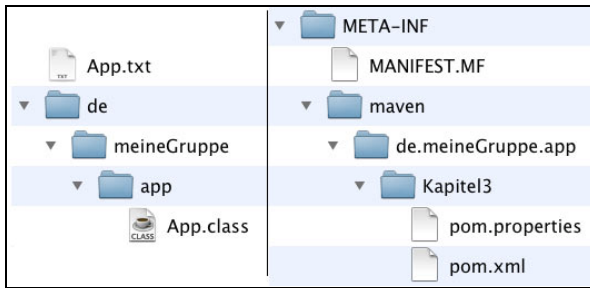 App.txt
de
meineGruppe
app
App.class
META-INF
MANIFEST.MF
maven
de.meineGruppe.app
Kapitel3
pom.properties
pom.xml